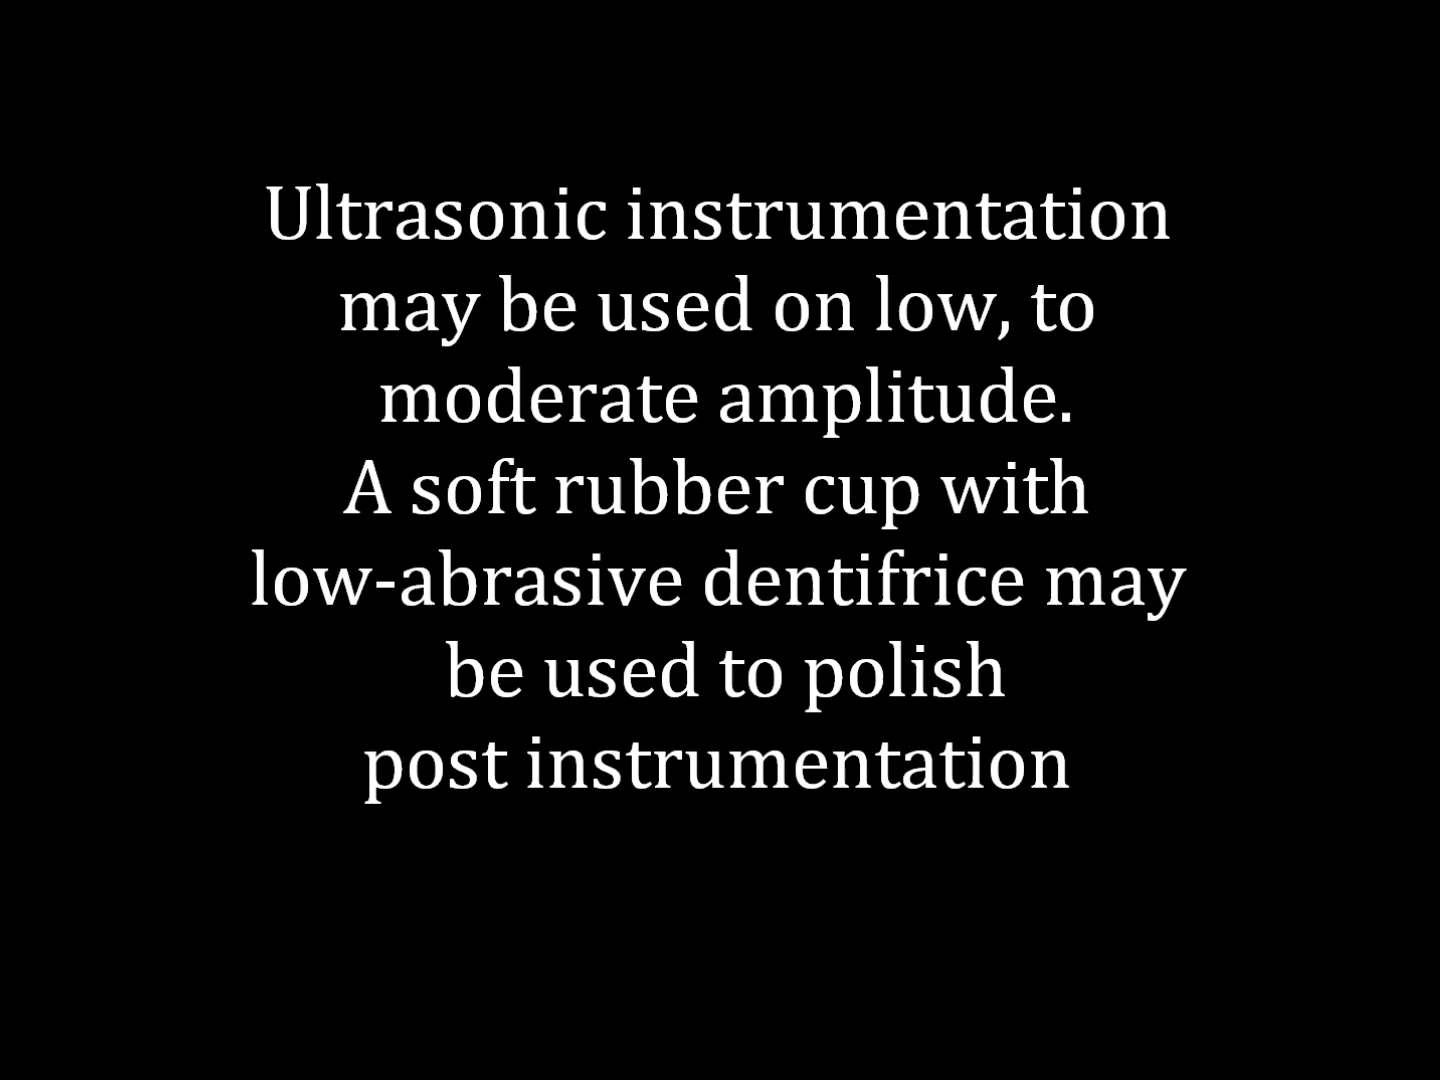 Ultrasonic instrumentation
may be used on low, to
moderate amplitude.
A soft rubber cup with
low-abrasive dentifrice may
be used to polish
post instrumentation